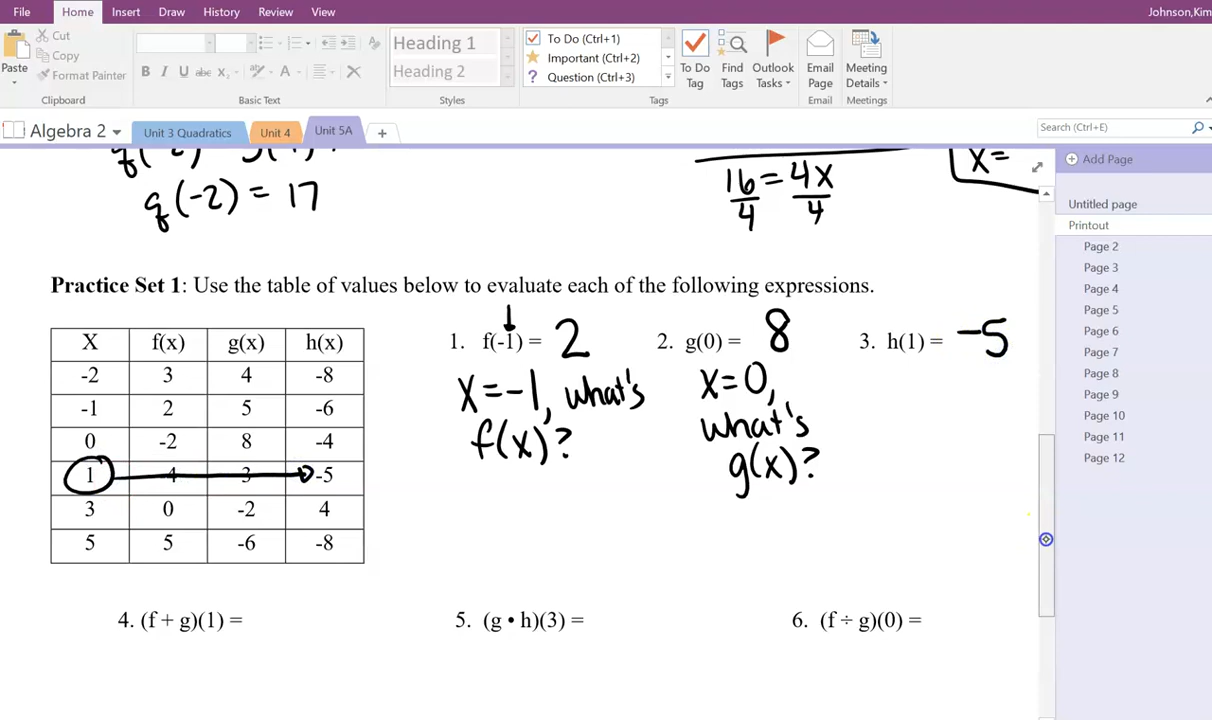 File Home Insert Draw History Review View Johnson,Kim
Cut
Copy
Paste Format Painter
Clipboard
B I U abc x A
Basic Text
Heading 1
Heading 2
Styles
To Do (Ctrl+1)
Important (Ctrl+2)
Question (Ctrl+3)
To Do Tag
Find Tags
Tags
Outlook Tasks
Email Page
Email
Meeting Details
Meetings
Algebra 2 Unit 3 Quadratics Unit 4 Unit 5A + Search (Ctrl+E)
Add Page
Untitled page
Printout
Page 2
Page 3
Page 4
Page 5
Page 6
Page 7
Page 8
Page 9
Page 10
Page 11
Page 12
q(-2) = 17
x=
16 = 4x
4 4
Practice Set 1: Use the table of values below to evaluate each of the following expressions.
X f(x) g(x) h(x)
-2 3 4 -8
-1 2 5 -6
0 -2 8 -4
1 4 3 -5
3 0 -2 4
5 5 -6 -8
1. f(-1) = 2
x=-1, what's
f(x)?
2. g(0) = 8
x=0,
what's
g(x)?
3. h(1) = -5
4. (f + g)(1) =
5. (g • h)(3) =
6. (f ÷ g)(0) =